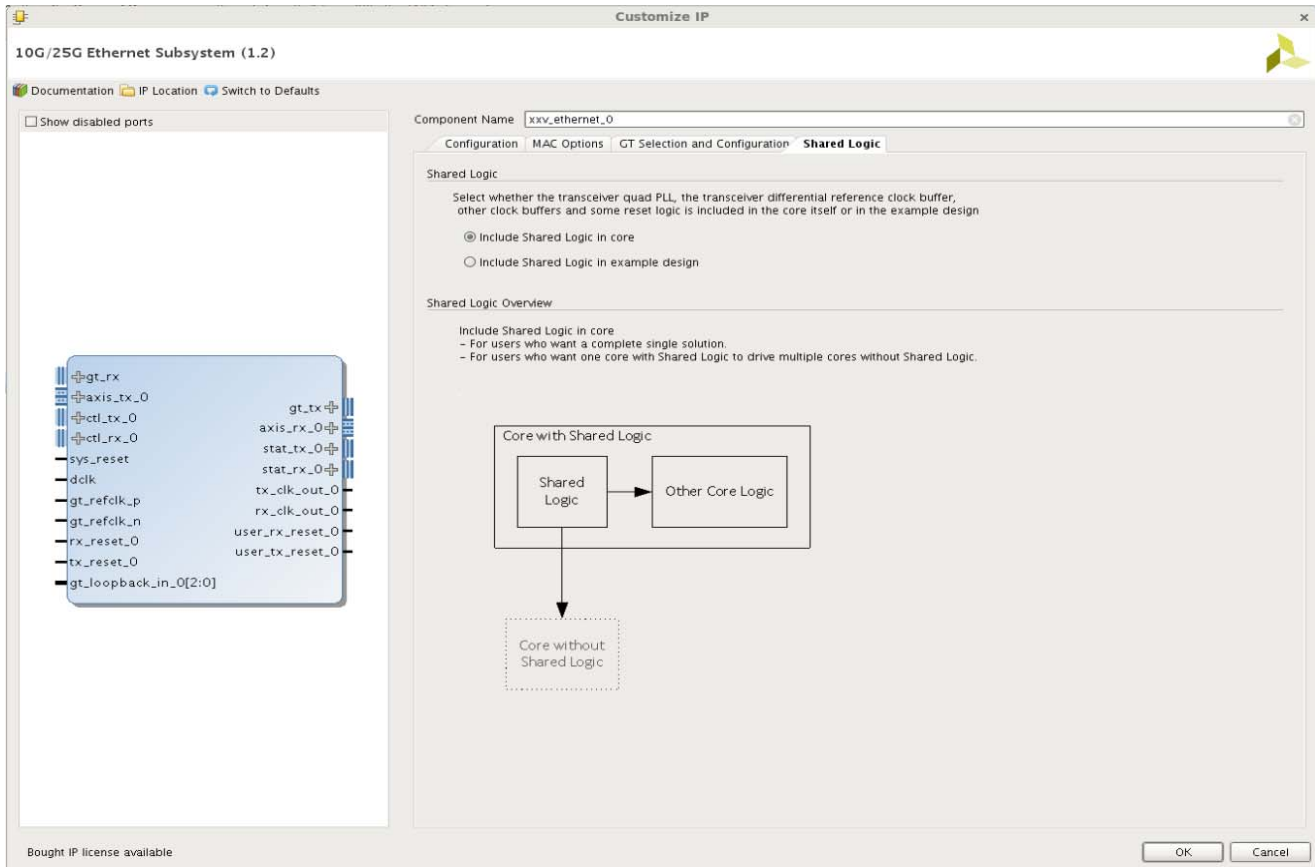 Customize IP
10G/25G Ethernet Subsystem (1.2)
Documentation IP Location Switch to Defaults
Show disabled ports
gt_rx
axis_tx_0
ctl_tx_0
ctl_rx_0
sys_reset
dclk
gt_refclk_p
gt_refclk_n
rx_reset_0
tx_reset_0
gt_loopback_in_0[2:0]
gt_tx
axis_rx_0
stat_tx_0
stat_rx_0
tx_clk_out_0
rx_clk_out_0
user_rx_reset_0
user_tx_reset_0
Component Name xxv_ethernet_0
Configuration MAC Options GT Selection and Configuration Shared Logic
Shared Logic
Select whether the transceiver quad PLL, the transceiver differential reference clock buffer,
other clock buffers and some reset logic is included in the core itself or in the example design
Include Shared Logic in core
Include Shared Logic in example design
Shared Logic Overview
Include Shared Logic in core
– For users who want a complete single solution.
– For users who want one core with Shared Logic to drive multiple cores without Shared Logic.
Core with Shared Logic
Shared
Logic
Other Core Logic
Core without
Shared Logic
Bought IP license available
OK Cancel